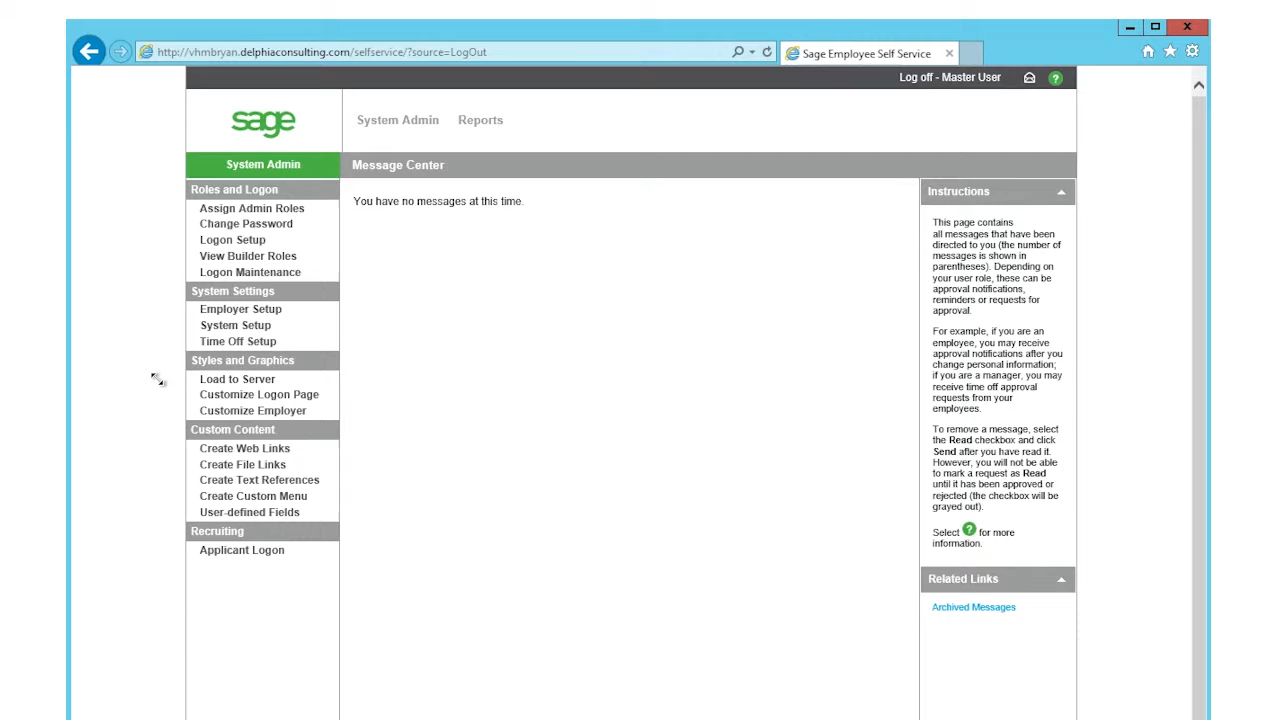 http://vhmbryan.delphiaconsulting.com/selfservice/?source=LogOut
Sage Employee Self Service
Log off - Master User
?
sage
System Admin
Reports
System Admin
Message Center
Roles and Logon
Assign Admin Roles
Change Password
Logon Setup
View Builder Roles
Logon Maintenance
System Settings
Employer Setup
System Setup
Time Off Setup
Styles and Graphics
Load to Server
Customize Logon Page
Customize Employer
Custom Content
Create Web Links
Create File Links
Create Text References
Create Custom Menu
User-defined Fields
Recruiting
Applicant Logon
You have no messages at this time.
Instructions
This page contains
all messages that have been
directed to you (the number of
messages is shown in
parentheses). Depending on
your user role, these can be
approval notifications,
reminders or requests for
approval.
For example, if you are an
employee, you may receive
approval notifications after you
change personal information;
if you are a manager, you may
receive time off approval
requests from your
employees.
To remove a message, select
the Read checkbox and click
Send after you have read it.
However, you will not be able
to mark a request as Read
until it has been approved or
rejected (the checkbox will be
grayed out).
Select ? for more
information.
Related Links
Archived Messages